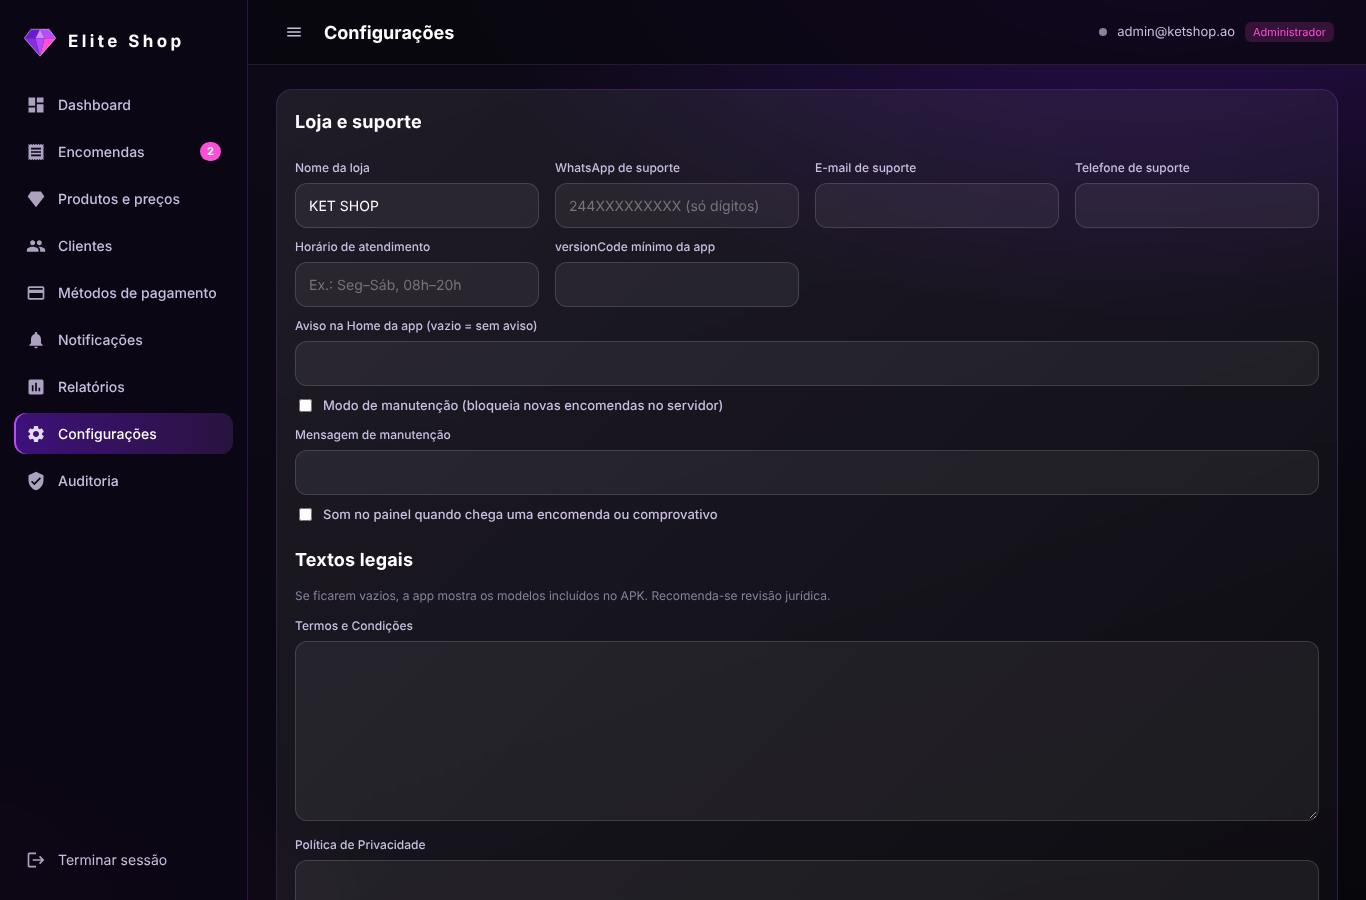 Elite Shop
Dashboard
Encomendas 2
Produtos e preços
Clientes
Métodos de pagamento
Notificações
Relatórios
Configurações
Auditoria
Terminar sessão
Configurações
admin@ketshop.ao Administrador
Loja e suporte
Nome da loja WhatsApp de suporte E-mail de suporte Telefone de suporte
KET SHOP 244XXXXXXXXX (só dígitos)
Horário de atendimento versionCode mínimo da app
Ex.: Seg–Sáb, 08h–20h
Aviso na Home da app (vazio = sem aviso)
Modo de manutenção (bloqueia novas encomendas no servidor)
Mensagem de manutenção
Som no painel quando chega uma encomenda ou comprovativo
Textos legais
Se ficarem vazios, a app mostra os modelos incluídos no APK. Recomenda-se revisão jurídica.
Termos e Condições
Política de Privacidade